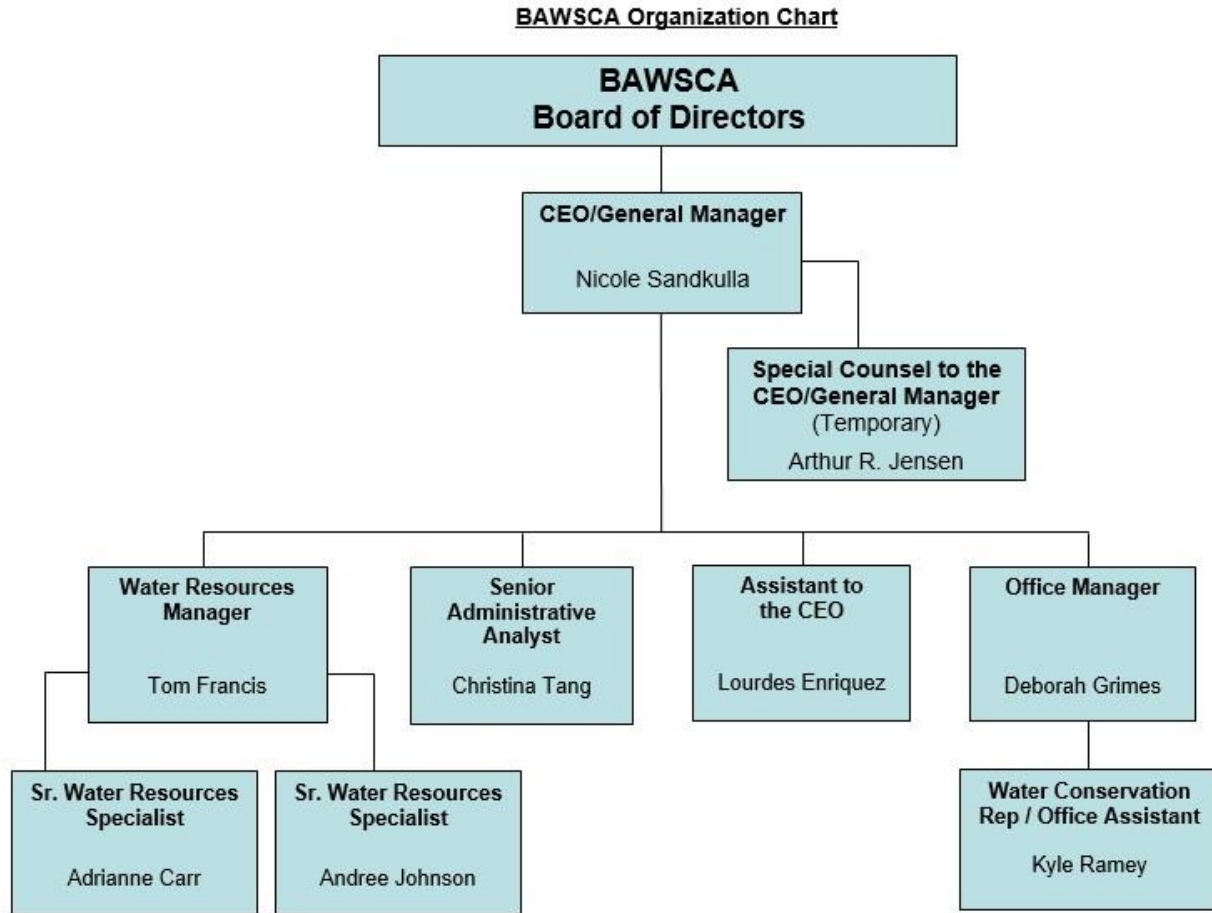 BAWSCA Organization Chart
BAWSCA
Board of Directors
CEO/General Manager
Nicole Sandkulla
Special Counsel to the
CEO/General Manager
(Temporary)
Arthur R. Jensen
Water Resources
Manager
Tom Francis
Senior
Administrative
Analyst
Christina Tang
Assistant to
the CEO
Lourdes Enriquez
Office Manager
Deborah Grimes
Sr. Water Resources
Specialist
Adrianne Carr
Sr. Water Resources
Specialist
Andree Johnson
Water Conservation
Rep / Office Assistant
Kyle Ramey